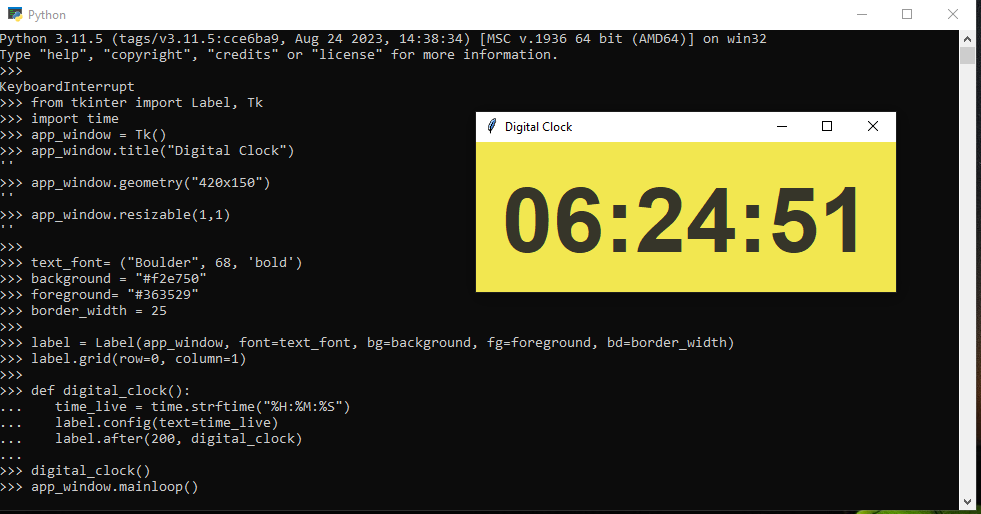 Python
Python 3.11.5 (tags/v3.11.5:cce6ba9, Aug 24 2023, 14:38:34) [MSC v.1936 64 bit (AMD64)] on win32
Type "help", "copyright", "credits" or "license" for more information.
>>>
KeyboardInterrupt
>>> from tkinter import Label, Tk
>>> import time
>>> app_window = Tk()
>>> app_window.title("Digital Clock")
''
>>> app_window.geometry("420x150")
''
>>> app_window.resizable(1,1)
''
>>>
>>> text_font= ("Boulder", 68, 'bold')
>>> background = "#f2e750"
>>> foreground= "#363529"
>>> border_width = 25
>>>
>>> label = Label(app_window, font=text_font, bg=background, fg=foreground, bd=border_width)
>>> label.grid(row=0, column=1)
>>>
>>> def digital_clock():
...    time_live = time.strftime("%H:%M:%S")
...    label.config(text=time_live)
...    label.after(200, digital_clock)
...
>>> digital_clock()
>>> app_window.mainloop()
Digital Clock
06:24:51